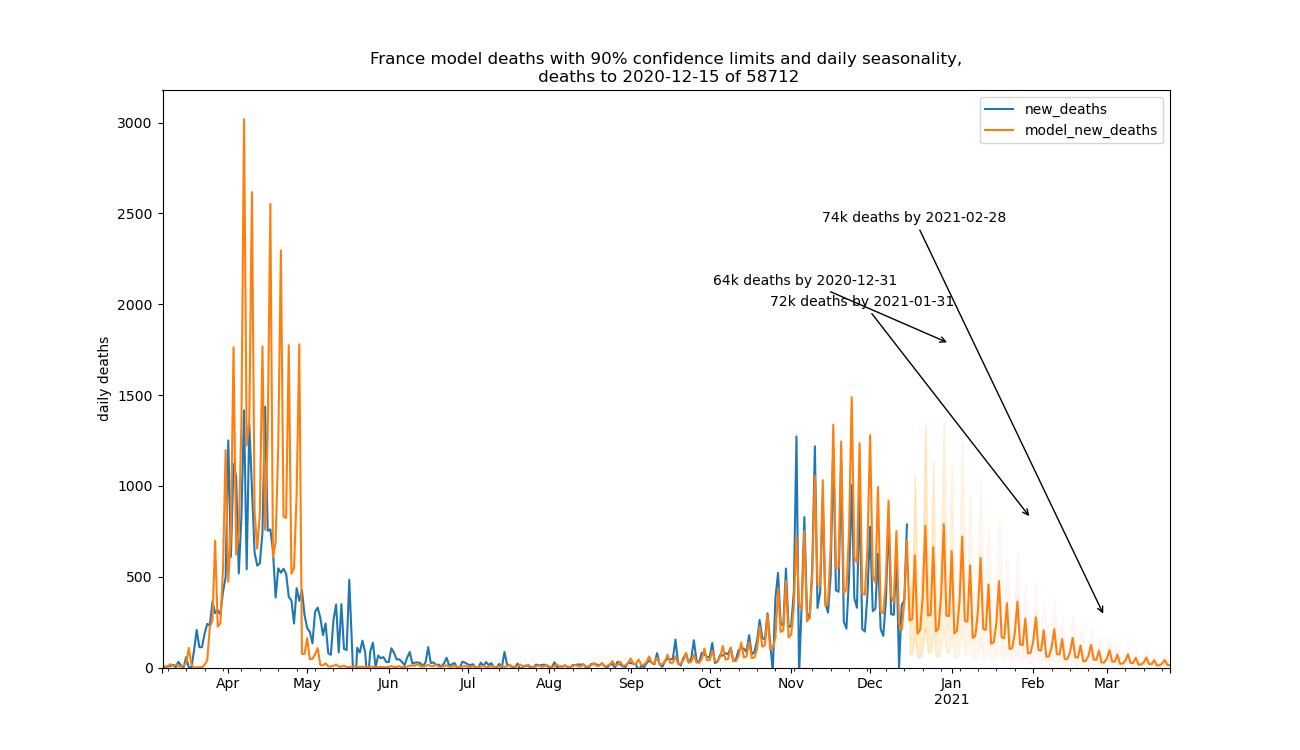 France model deaths with 90% confidence limits and daily seasonality,
deaths to 2020-12-15 of 58712
new_deaths
model_new_deaths
daily deaths
3000
2500
2000
1500
1000
500
0
74k deaths by 2021-02-28
64k deaths by 2020-12-31
72k deaths by 2021-01-31
Apr May Jun Jul Aug Sep Oct Nov Dec Jan Feb Mar
2021